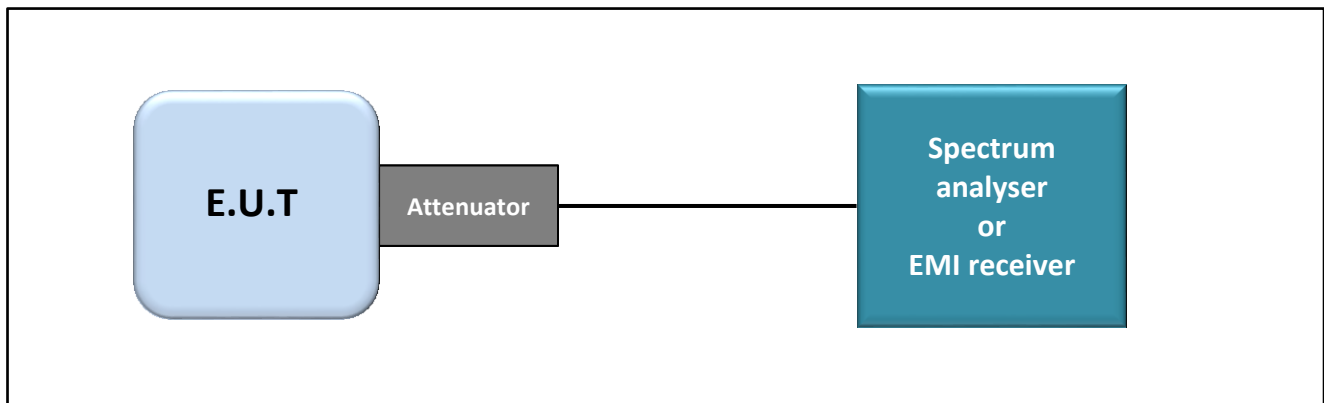 E.U.T
Attenuator
Spectrum
analyser
or
EMI receiver